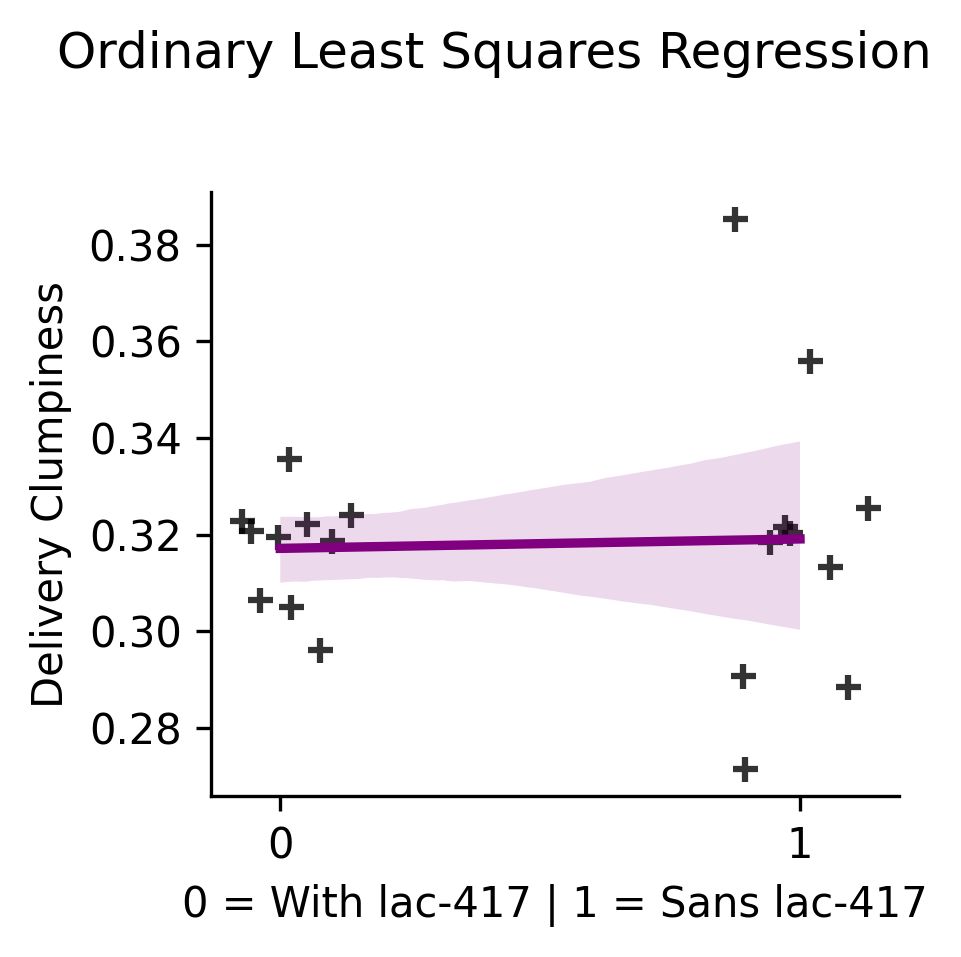 Ordinary Least Squares Regression
Delivery Clumpiness
0.38
0.36
0.34
0.32
0.30
0.28
0
1
0 = With lac-417 | 1 = Sans lac-417